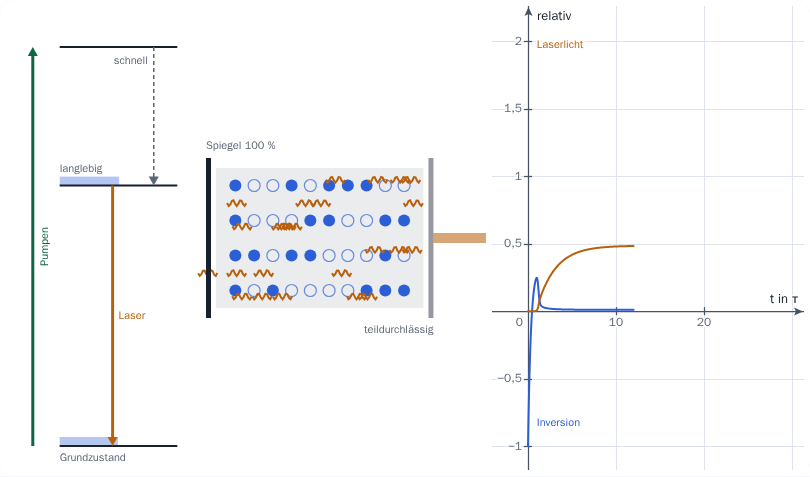 schnell
langlebig
Pumpen
Laser
Grundzustand
Spiegel 100 %
teildurchlässig
relativ
Laserlicht
2
1,5
1
0,5
0
−0,5
−1
10
20
t in τ
Inversion